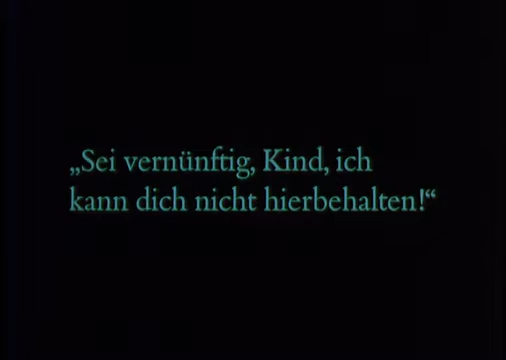 „Sei vernünftig, Kind, ich
kann dich nicht hierbehalten!“